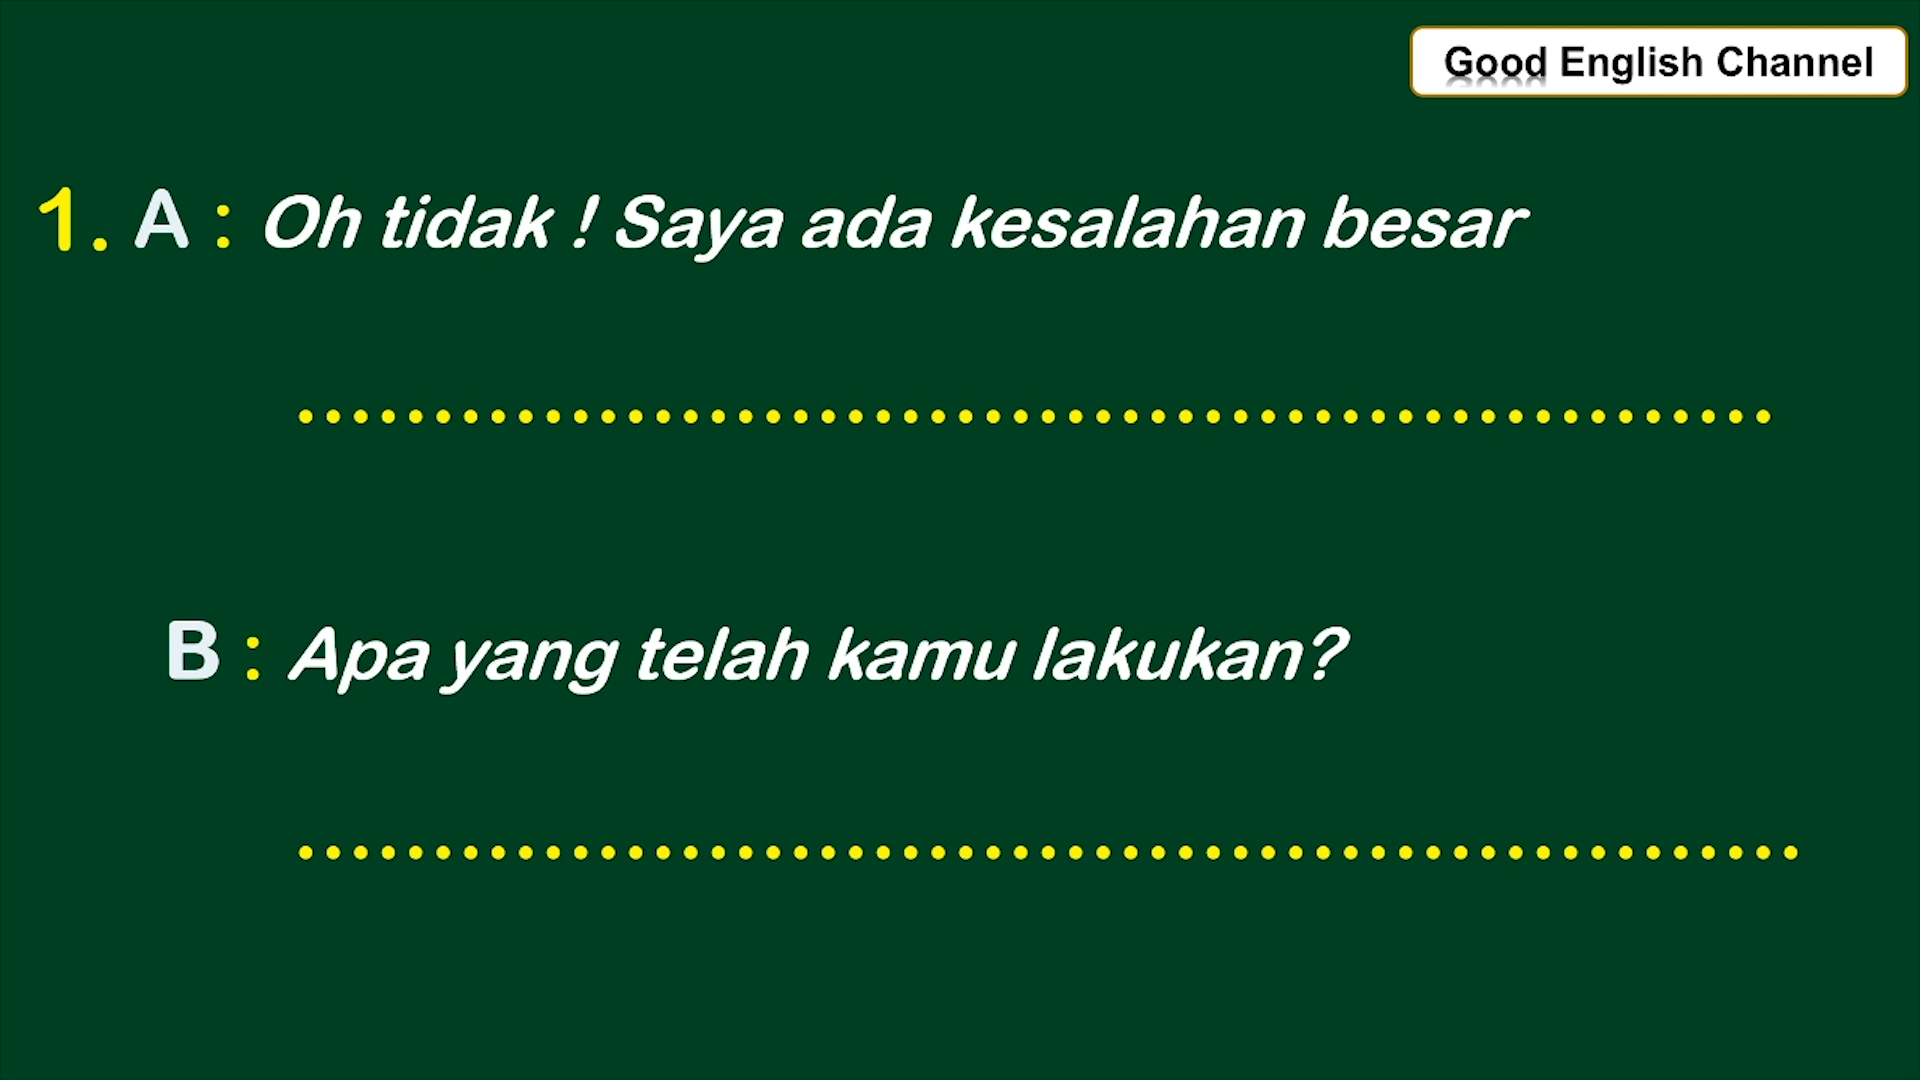 Good English Channel
1. A : Oh tidak ! Saya ada kesalahan besar
......................................................
B : Apa yang telah kamu lakukan?
.......................................................